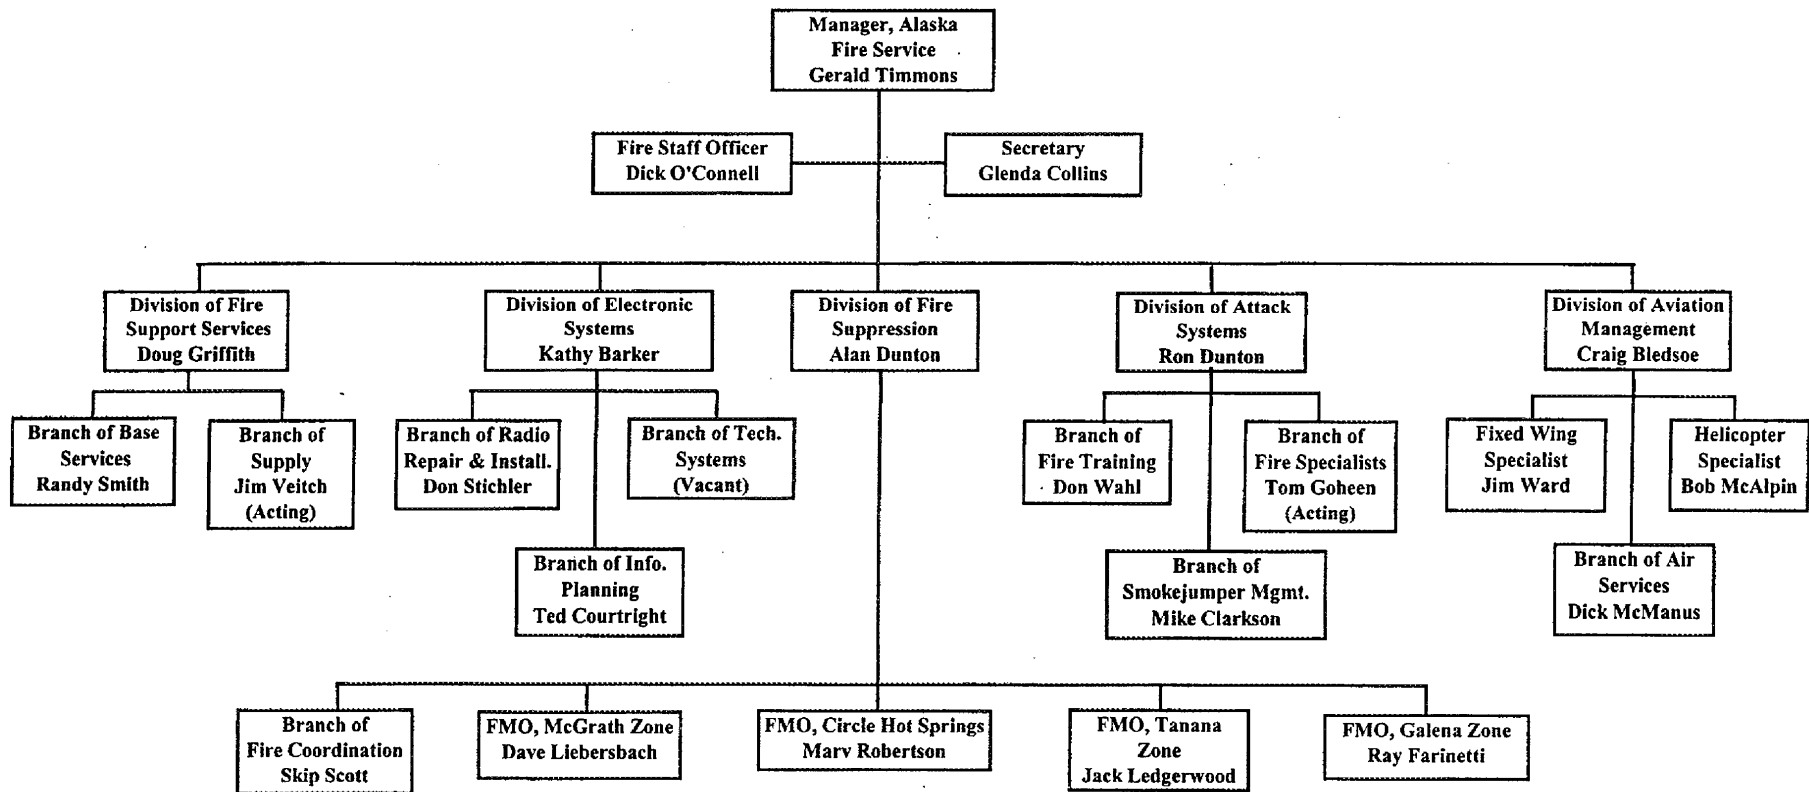 Manager, Alaska
Fire Service
Gerald Timmons
Fire Staff Officer
Dick O'Connell
Secretary
Glenda Collins
Division of Fire
Support Services
Doug Griffith
Division of Electronic
Systems
Kathy Barker
Division of Fire
Suppression
Alan Dunton
Division of Attack
Systems
Ron Dunton
Division of Aviation
Management
Craig Bledsoe
Branch of Base
Services
Randy Smith
Branch of
Supply
Jim Veitch
(Acting)
Branch of Radio
Repair & Install.
Don Stichler
Branch of Tech.
Systems
(Vacant)
Branch of
Fire Training
Don Wahl
Branch of
Fire Specialists
Tom Goheen
(Acting)
Fixed Wing
Specialist
Jim Ward
Helicopter
Specialist
Bob McAlpin
Branch of Info.
Planning
Ted Courtright
Branch of
Smokejumper Mgmt.
Mike Clarkson
Branch of Air
Services
Dick McManus
Branch of
Fire Coordination
Skip Scott
FMO, McGrath Zone
Dave Liebersbach
FMO, Circle Hot Springs
Marv Robertson
FMO, Tanana
Zone
Jack Ledgerwood
FMO, Galena Zone
Ray Farinetti